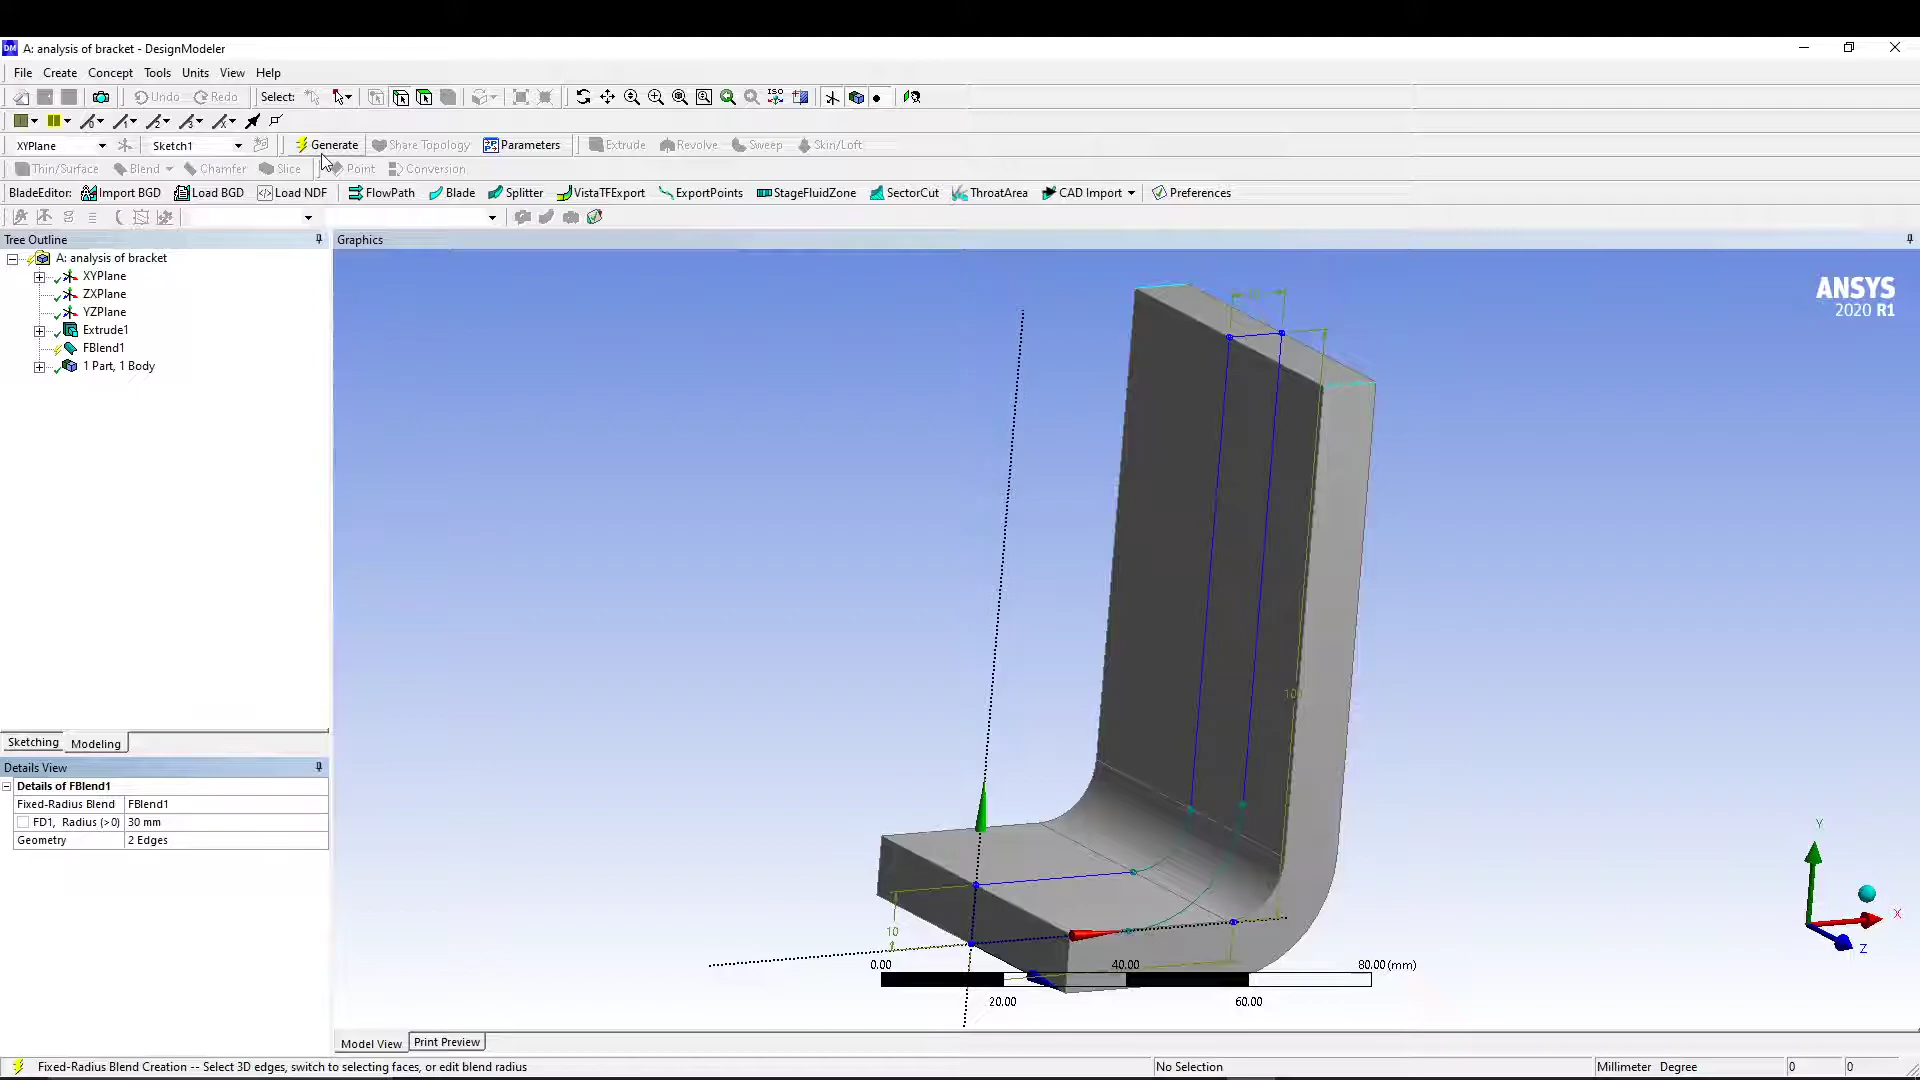 A: analysis of bracket - DesignModeler
File Create Concept Tools Units View Help
Undo Redo Select: ISO
XYPlane Sketch1 Generate Share Topology Parameters Extrude Revolve Sweep Skin/Loft
Thin/Surface Blend Chamfer Slice Point Conversion
BladeEditor: Import BGD Load BGD Load NDF FlowPath Blade Splitter VistaTFExport ExportPoints StageFluidZone SectorCut ThroatArea CAD Import Preferences
Tree Outline
A: analysis of bracket
XYPlane
ZXPlane
YZPlane
Extrude1
FBlend1
1 Part, 1 Body
Sketching Modeling
Details View
Details of FBlend1
Fixed-Radius Blend FBlend1
FD1, Radius (>0) 30 mm
Geometry 2 Edges
Graphics
ANSYS
2020 R1
10
0.00 40.00 80.00 (mm)
20.00 60.00
Y
X
Z
Model View Print Preview
Fixed-Radius Blend Creation -- Select 3D edges, switch to selecting faces, or edit blend radius No Selection Millimeter Degree 0 0